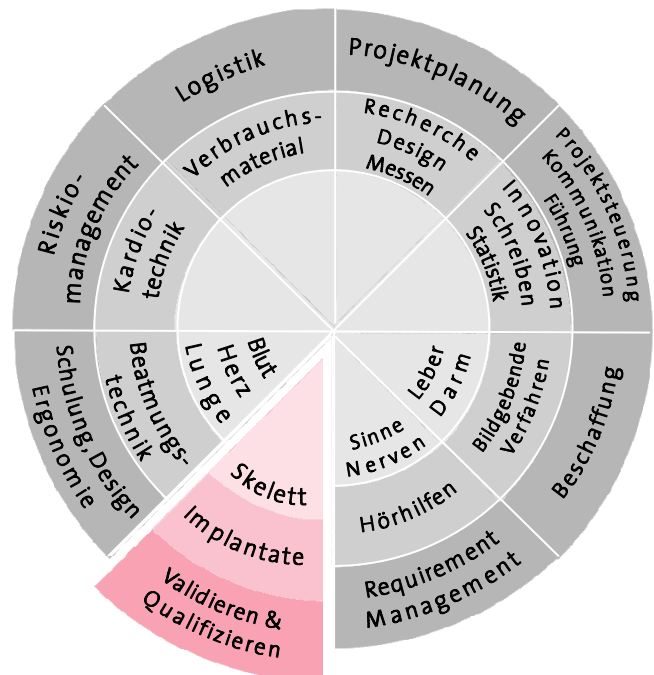 Logistik
Projektplanung
Verbrauchs-
material
Recherche
Design
Messen
Projektsteuerung
Kommunikation
Führung
Innovation
Schreiben
Statistik
Riskio-
management
Kardio-
technik
Blut
Herz
Lunge
Beatmungs-
technik
Schulung, Design
Ergonomie
Leber
Darm
Bildgebende
Verfahren
Beschaffung
Sinne
Nerven
Hörhilfen
Requirement
Management
Skelett
Implantate
Validieren &
Qualifizieren